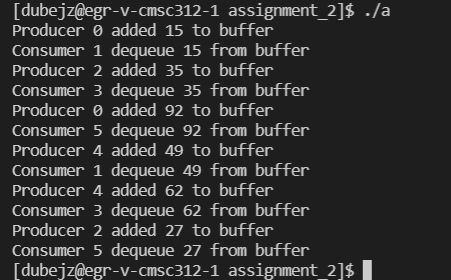 [dubejz@egr-v-cmsc312-1 assignment_2]$ ./a
Producer 0 added 15 to buffer
Consumer 1 dequeue 15 from buffer
Producer 2 added 35 to buffer
Consumer 3 dequeue 35 from buffer
Producer 0 added 92 to buffer
Consumer 5 dequeue 92 from buffer
Producer 4 added 49 to buffer
Consumer 1 dequeue 49 from buffer
Producer 4 added 62 to buffer
Consumer 3 dequeue 62 from buffer
Producer 2 added 27 to buffer
Consumer 5 dequeue 27 from buffer
[dubejz@egr-v-cmsc312-1 assignment_2]$